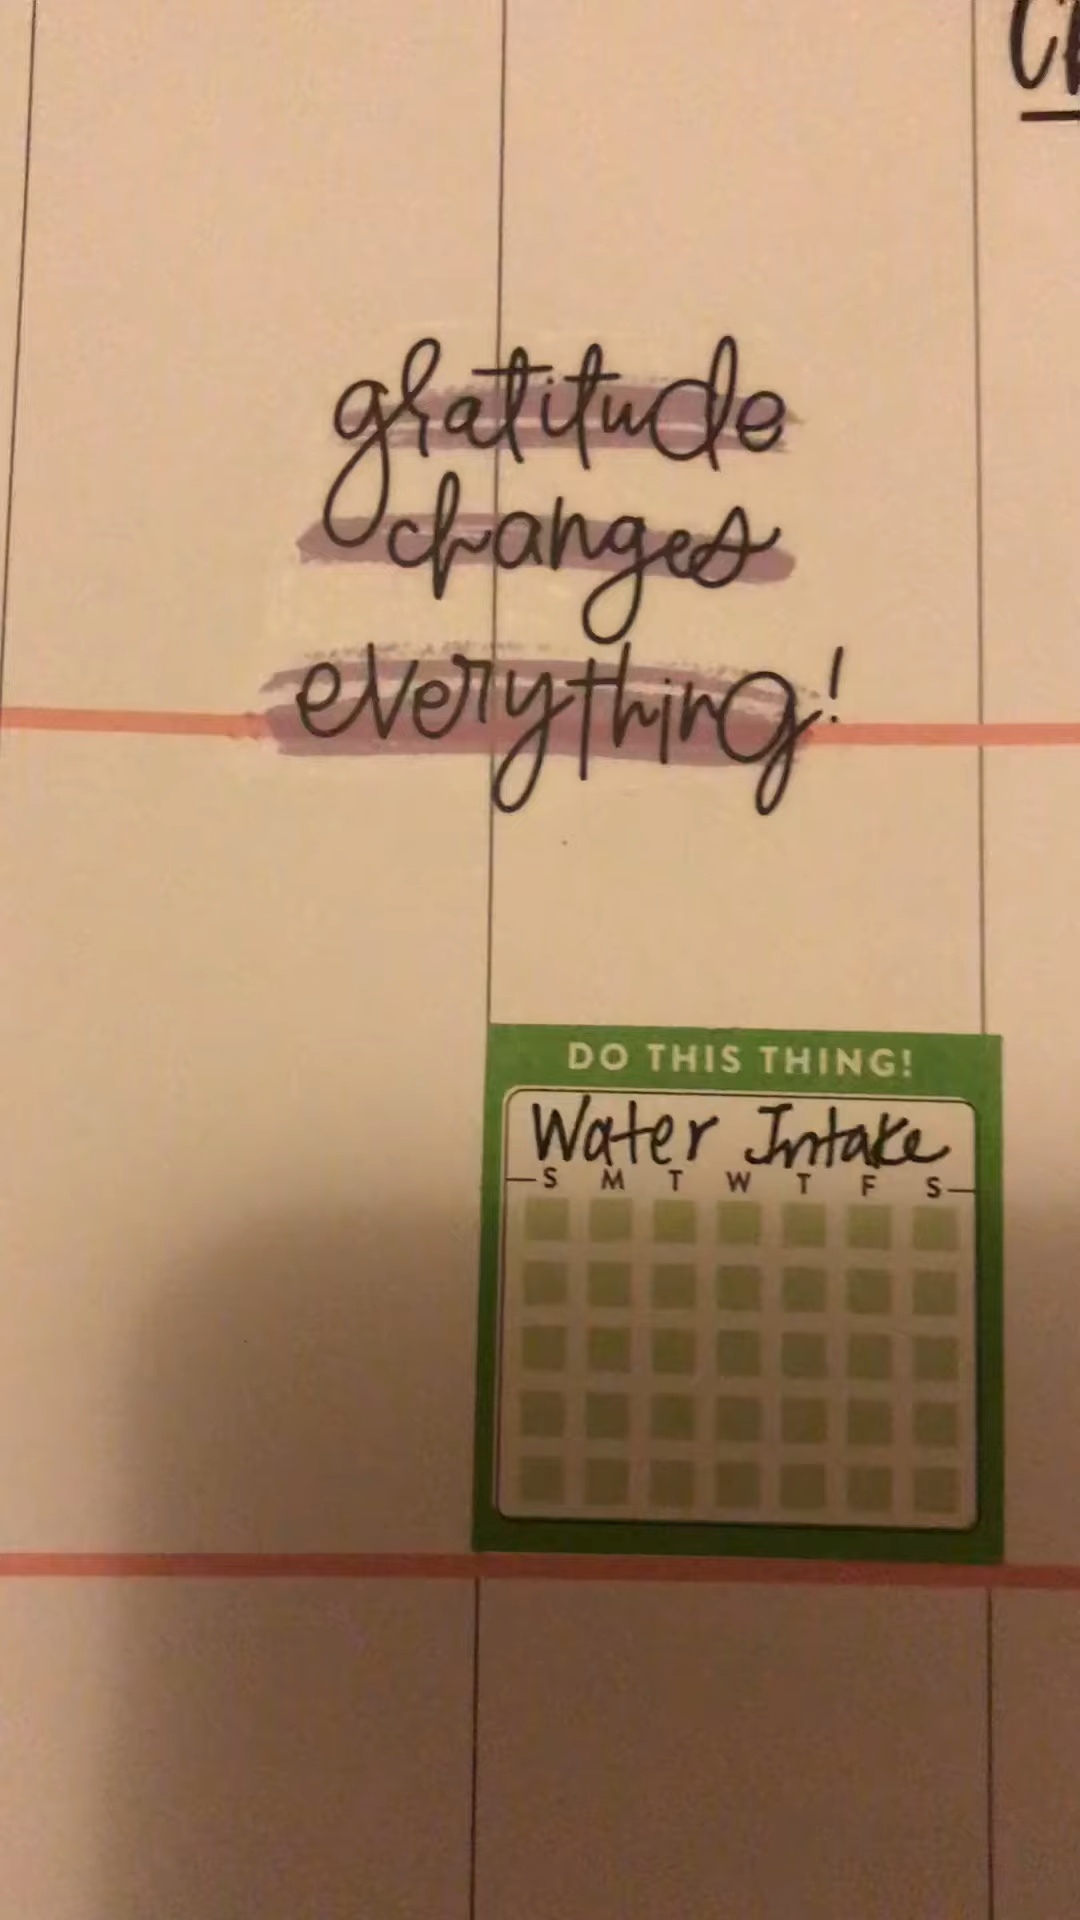 gratitude
changes
everything!
DO THIS THING!
Water Intake
S M T W T F S